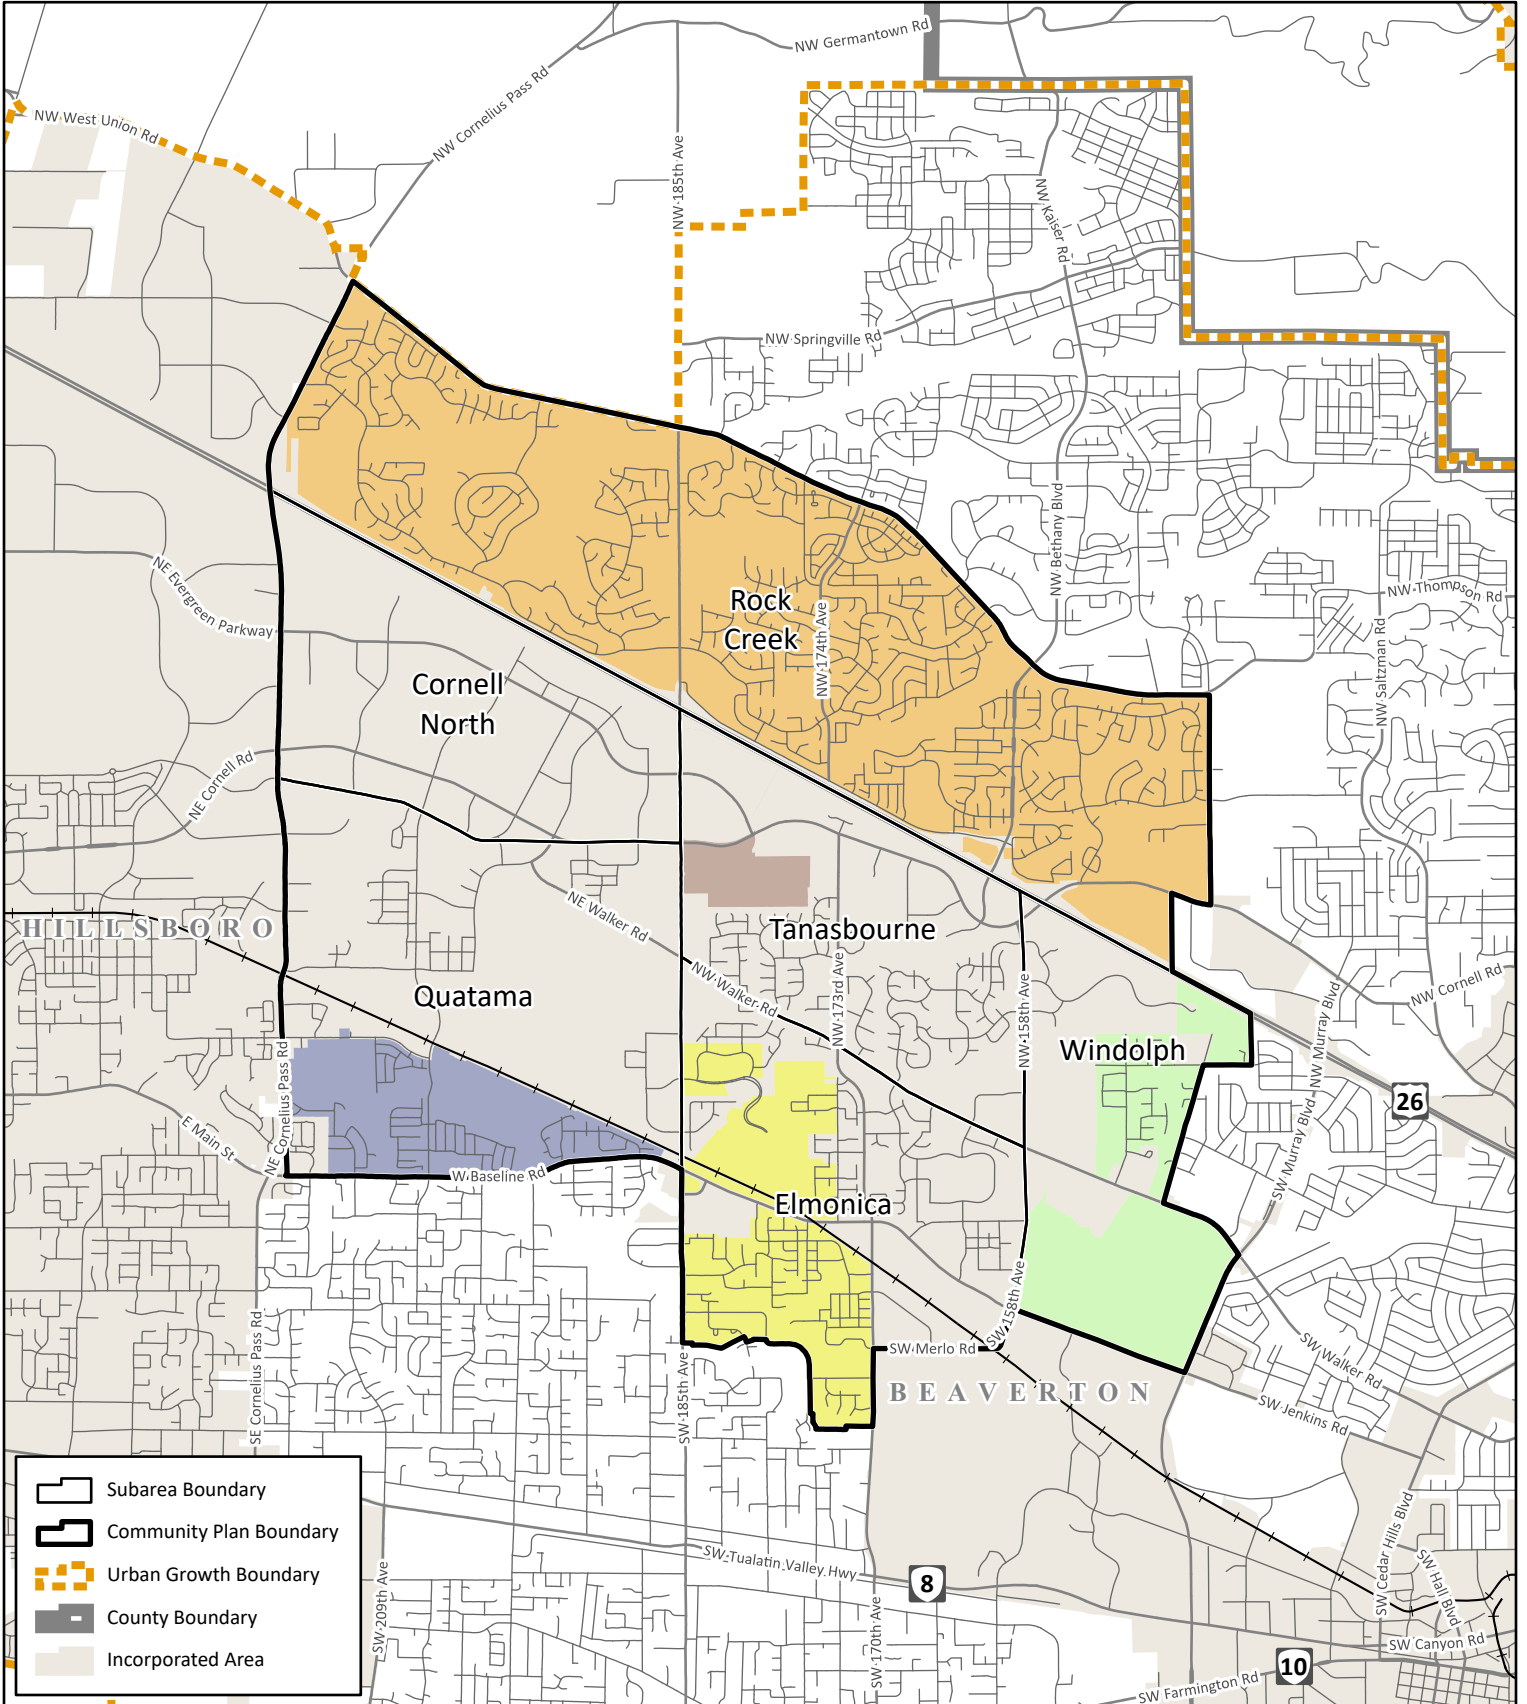 NW Germantown Rd
NW West Union Rd
NW Cornelius Pass Rd
NW 185th Ave
NW Kaiser Rd
NW Springville Rd
NW Bethany Blvd
NE Evergreen Parkway
NW Thompson Rd
NW Saltzman Rd
Rock
Creek
NW 174th Ave
Cornell
North
NE Cornell Rd
NE Walker Rd
HILLSBORO
Tanasbourne
NW 173rd Ave
NW Walker Rd
NW 158th Ave
NW Cornell Rd
Quatama
Windolph
NW Murray Blvd
NE Cornelius Pass Rd
26
E Main St
SW Murray Blvd
W Baseline Rd
Elmonica
SW 158th Ave
SW Merlo Rd
SW Walker Rd
BEAVERTON
SE Cornelius Pass Rd
SW 185th Ave
SW Jenkins Rd
SW Tualatin Valley Hwy
8
SW Cedar Hills Blvd
SW Hall Blvd
SW 209th Ave
SW 170th Ave
SW Canyon Rd
10
SW Farmington Rd
Subarea Boundary
Community Plan Boundary
Urban Growth Boundary
County Boundary
Incorporated Area